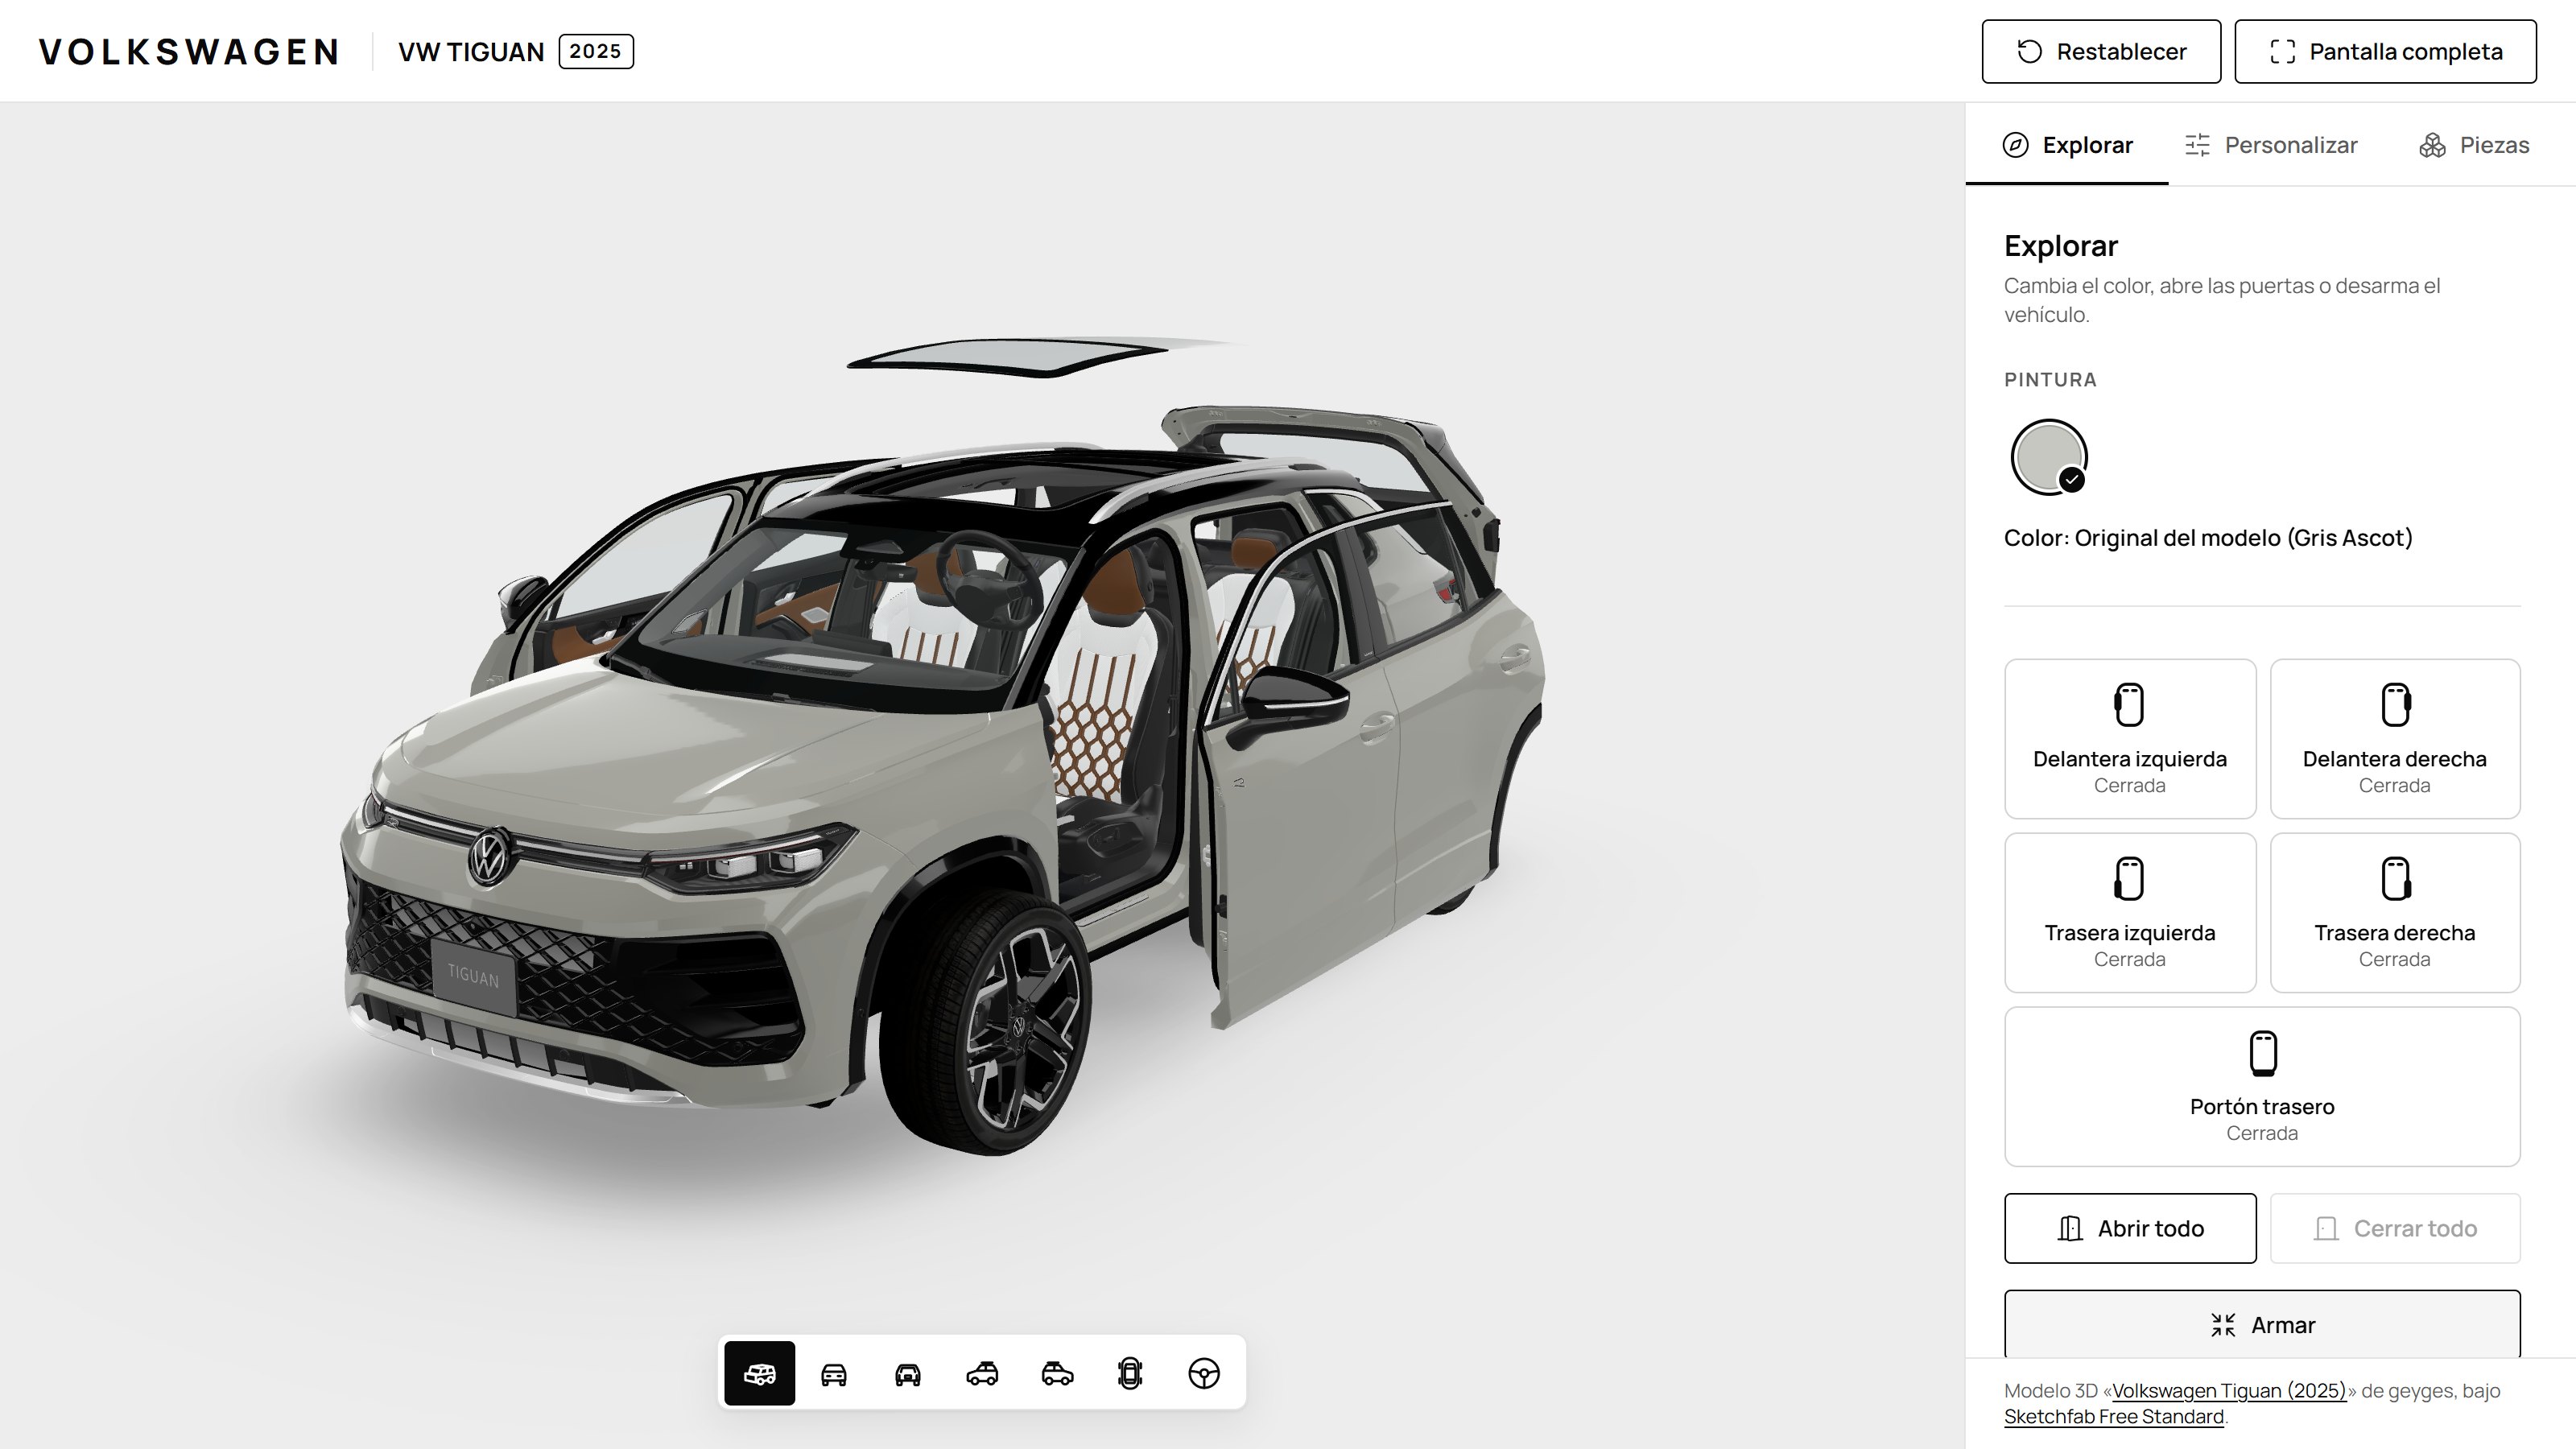 VOLKSWAGEN
VW TIGUAN 2025
Restablecer
Pantalla completa
Explorar
Personalizar
Piezas
Explorar
Cambia el color, abre las puertas o desarma el
vehículo.
PINTURA
Color: Original del modelo (Gris Ascot)
Delantera izquierda
Cerrada
Delantera derecha
Cerrada
Trasera izquierda
Cerrada
Trasera derecha
Cerrada
Portón trasero
Cerrada
Abrir todo
Cerrar todo
Armar
Modelo 3D «Volkswagen Tiguan (2025)» de geyges, bajo
Sketchfab Free Standard.
TIGUAN